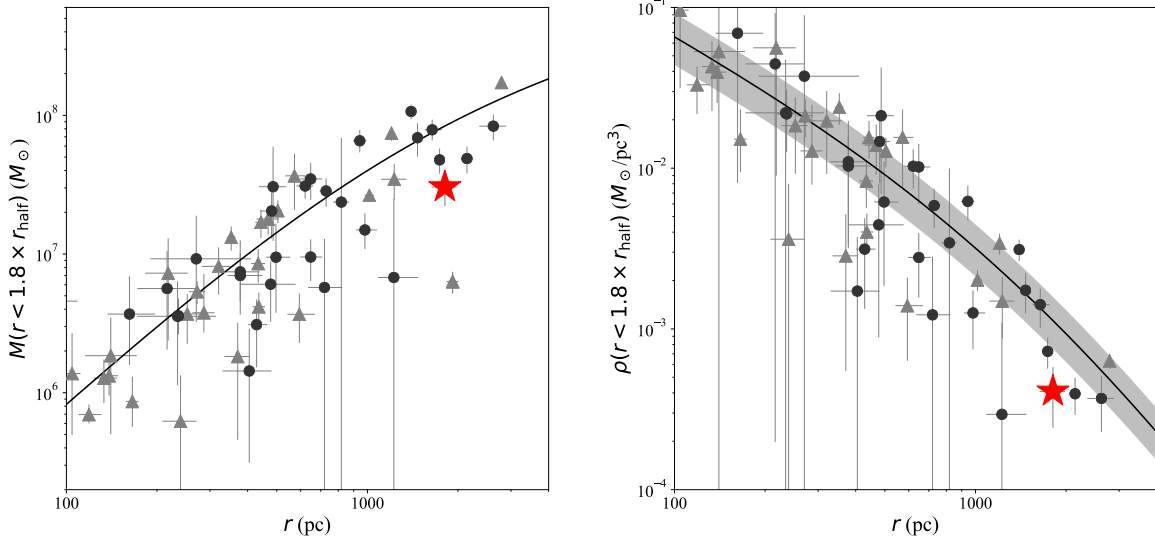 M(r < 1.8 × r_half) (M_⊙)
10^8
10^7
10^6
100
1000
r (pc)
ρ(r < 1.8 × r_half) (M_⊙/pc^3)
10^-1
10^-2
10^-3
10^-4
100
1000
r (pc)